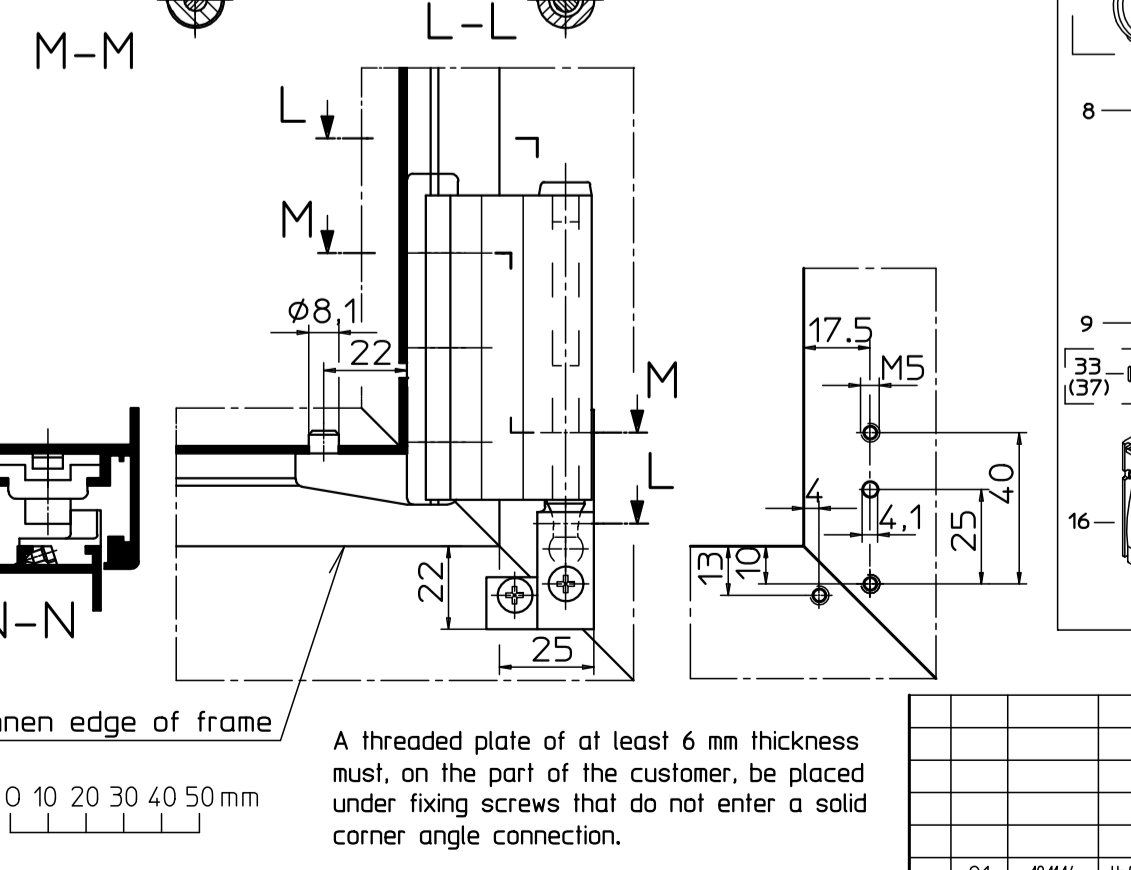 M-M
L-L
L
M
ø8,1
22
M
L
22
25
17.5
M5
4
4,1
40
25
13
10
8
9
33
(37)
16
N-N
edge of frame
0 10 20 30 40 50 mm
A threaded plate of at least 6 mm thickness
must, on the part of the customer, be placed
under fixing screws that do not enter a solid
corner angle connection.